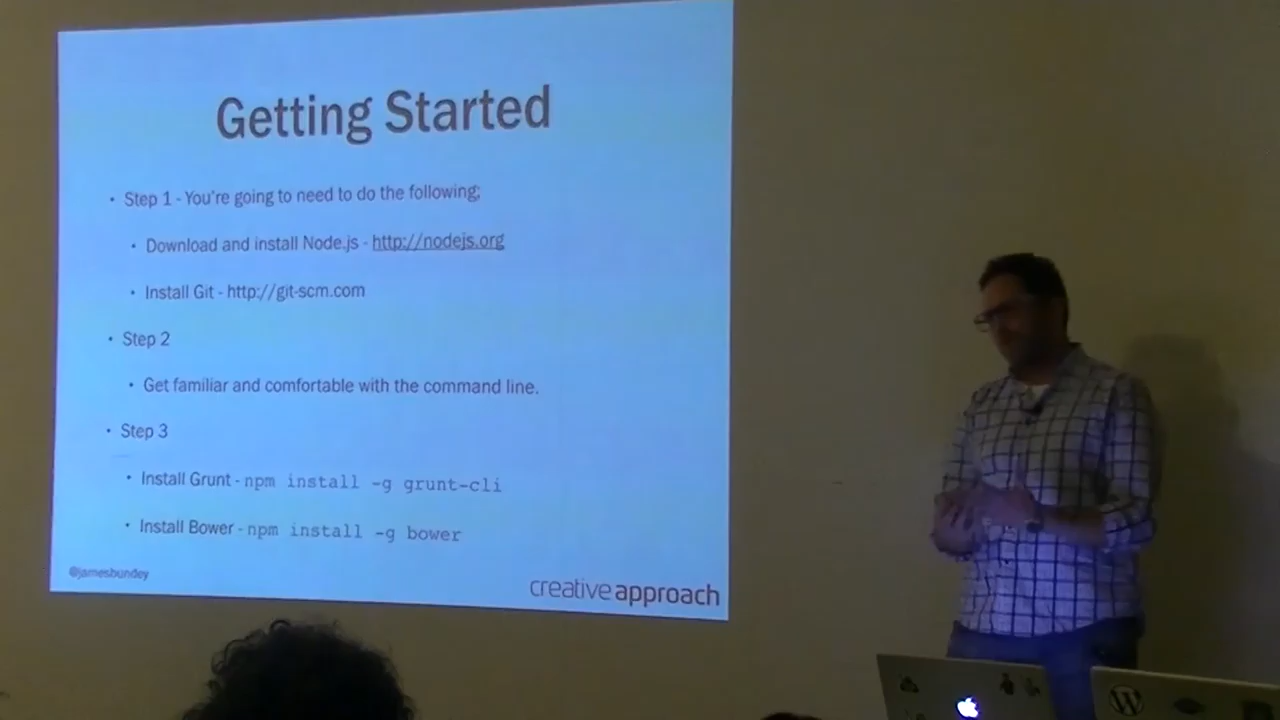 Getting Started
• Step 1 - You're going to need to do the following;
• Download and install Node.js - http://nodejs.org
• Install Git - http://git-scm.com
• Step 2
• Get familiar and comfortable with the command line.
• Step 3
• Install Grunt - npm install -g grunt-cli
• Install Bower - npm install -g bower
@jamesbundey
creativeapproach